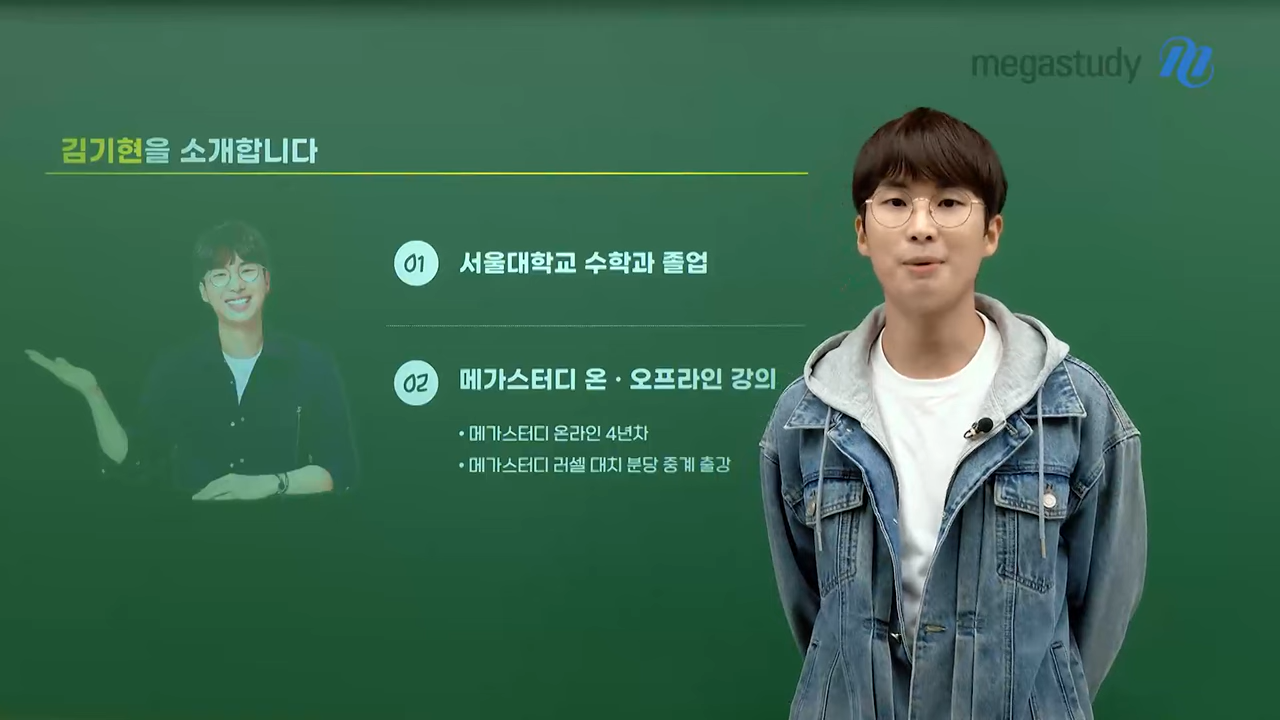 megastudy
김기현을 소개합니다
01 서울대학교 수학과 졸업
02 메가스터디 온·오프라인 강의
• 메가스터디 온라인 4년차
• 메가스터디 러셀 대치 분당 중계 출강